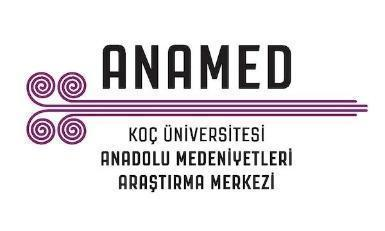 ANAMED
KOÇ ÜNİVERSİTESİ
ANADOLU MEDENİYETLERİ
ARAŞTIRMA MERKEZİ